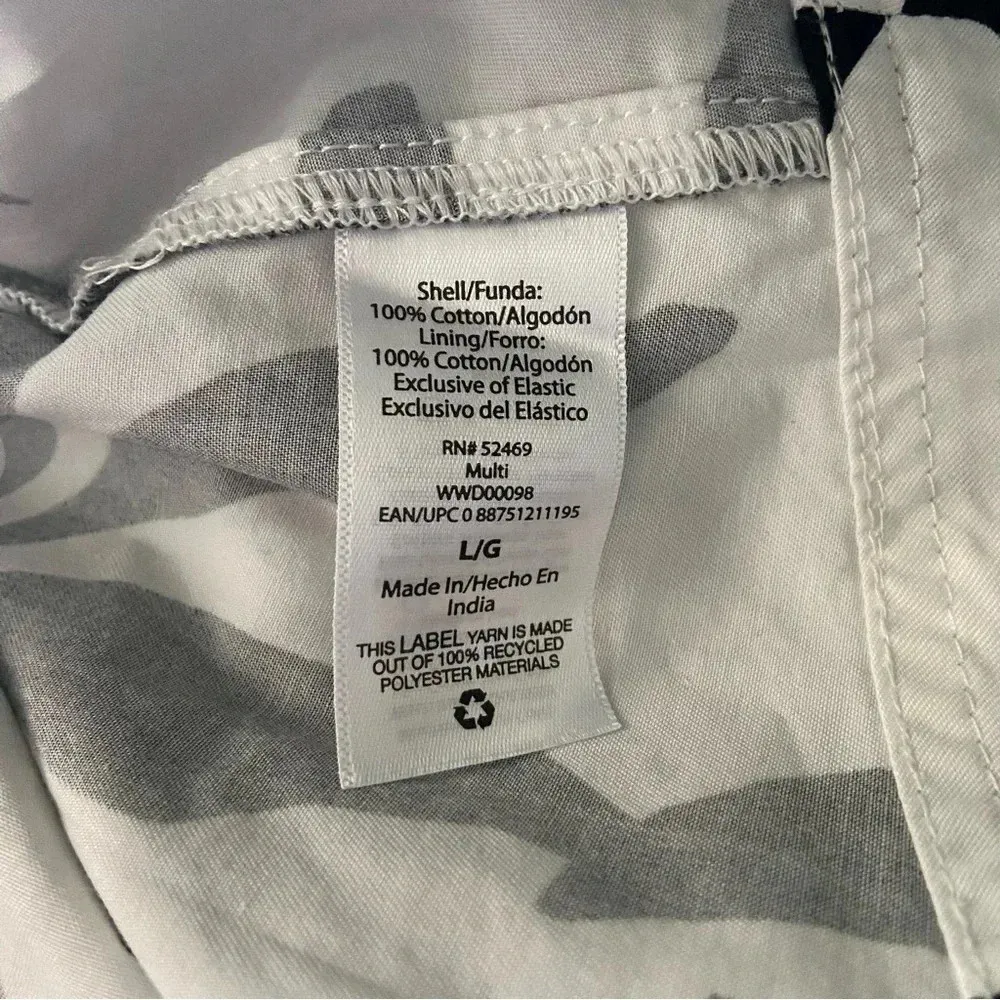 Shell/Funda:
100% Cotton/Algodón
Lining/Forro:
100% Cotton/Algodón
Exclusive of Elastic
Exclusivo del Elástico
RN# 52469
Multi
WWD00098
EAN/UPC 0 88751211195
L/G
Made In/Hecho En
India
THIS LABEL YARN IS MADE
OUT OF 100% RECYCLED
POLYESTER MATERIALS